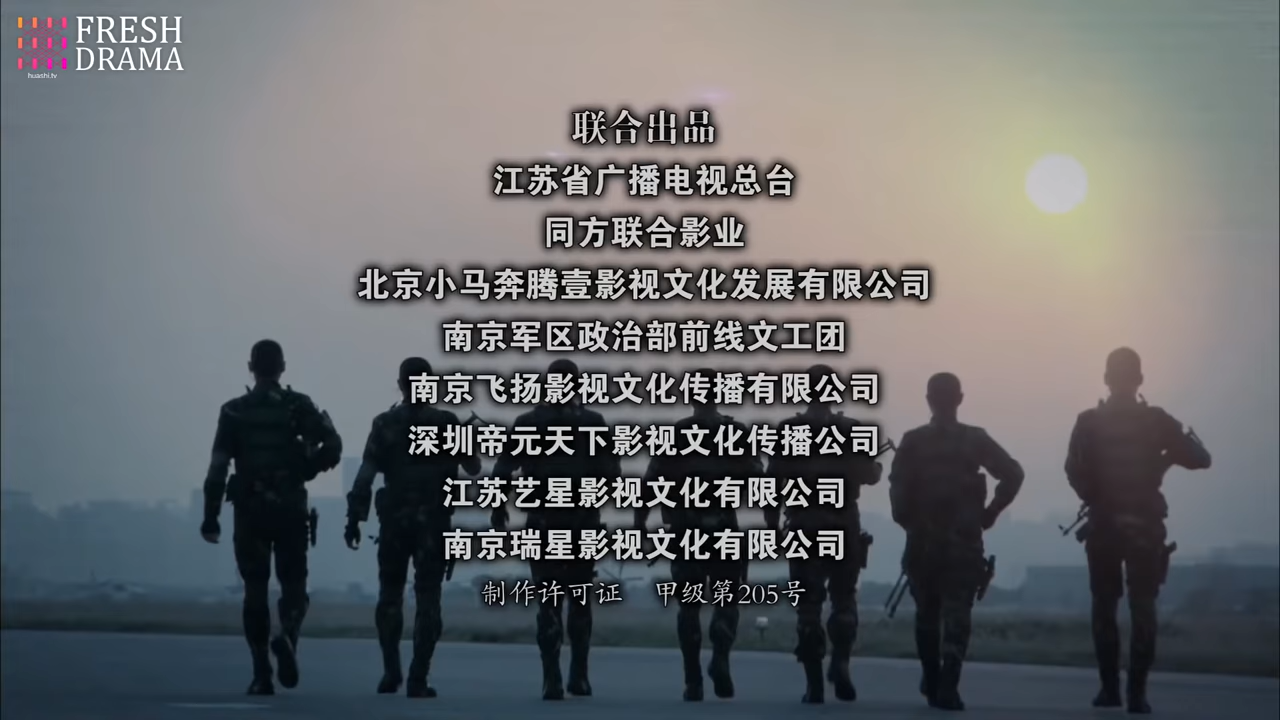 FRESH
DRAMA
huashi.tv
联合出品
江苏省广播电视总台
同方联合影业
北京小马奔腾壹影视文化发展有限公司
南京军区政治部前线文工团
南京飞扬影视文化传播有限公司
深圳帝元天下影视文化传播公司
江苏艺星影视文化有限公司
南京瑞星影视文化有限公司
制作许可证 甲级第205号